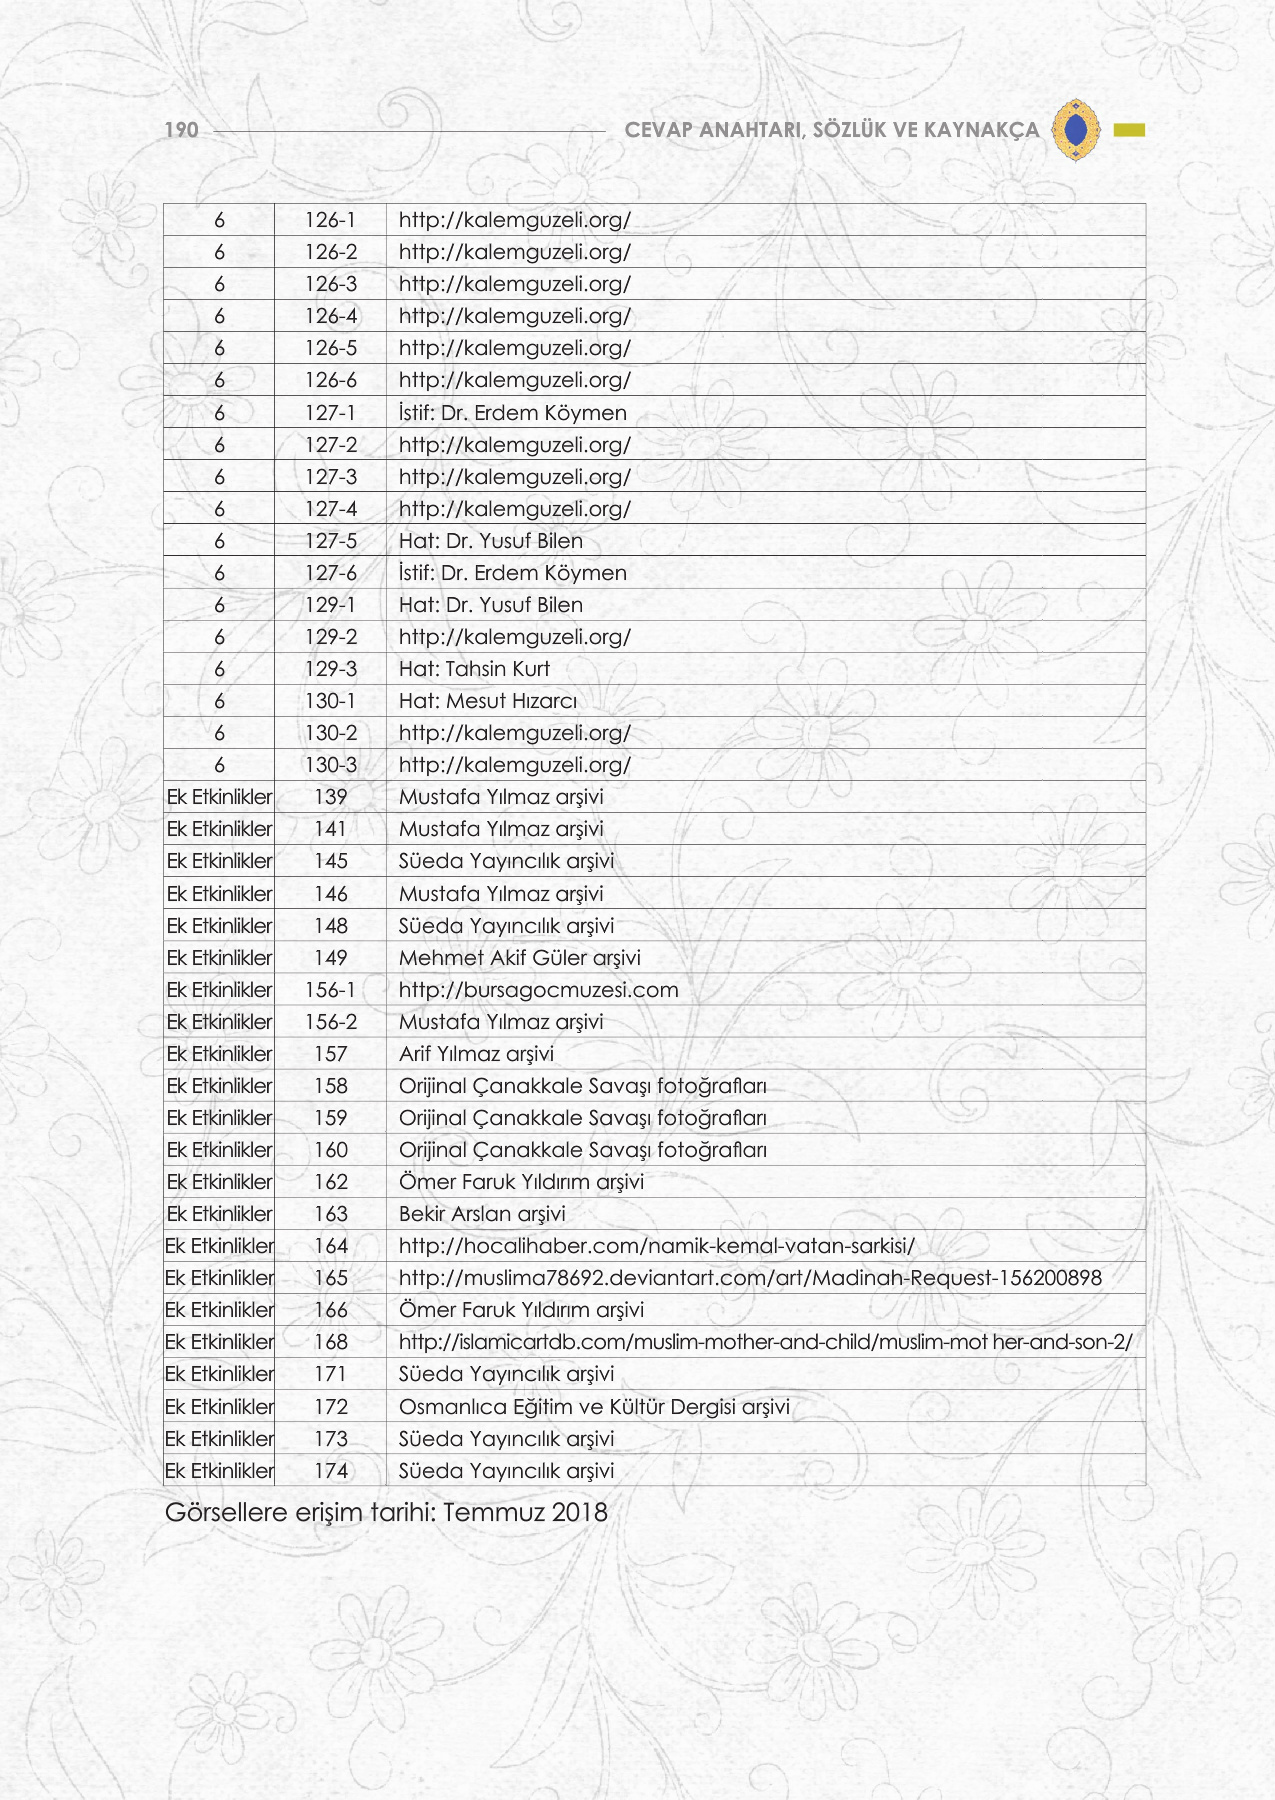 190 CEVAP ANAHTARI, SÖZLÜK VE KAYNAKÇA
6 126-1 http://kalemguzeli.org/
6 126-2 http://kalemguzeli.org/
6 126-3 http://kalemguzeli.org/
6 126-4 http://kalemguzeli.org/
6 126-5 http://kalemguzeli.org/
6 126-6 http://kalemguzeli.org/
6 127-1 İstif: Dr. Erdem Köymen
6 127-2 http://kalemguzeli.org/
6 127-3 http://kalemguzeli.org/
6 127-4 http://kalemguzeli.org/
6 127-5 Hat: Dr. Yusuf Bilen
6 127-6 İstif: Dr. Erdem Köymen
6 129-1 Hat: Dr. Yusuf Bilen
6 129-2 http://kalemguzeli.org/
6 129-3 Hat: Tahsin Kurt
6 130-1 Hat: Mesut Hızarcı
6 130-2 http://kalemguzeli.org/
6 130-3 http://kalemguzeli.org/
Ek Etkinlikler 139 Mustafa Yılmaz arşivi
Ek Etkinlikler 141 Mustafa Yılmaz arşivi
Ek Etkinlikler 145 Süeda Yayıncılık arşivi
Ek Etkinlikler 146 Mustafa Yılmaz arşivi
Ek Etkinlikler 148 Süeda Yayıncılık arşivi
Ek Etkinlikler 149 Mehmet Akif Güler arşivi
Ek Etkinlikler 156-1 http://bursagocmuzesi.com
Ek Etkinlikler 156-2 Mustafa Yılmaz arşivi
Ek Etkinlikler 157 Arif Yılmaz arşivi
Ek Etkinlikler 158 Orijinal Çanakkale Savaşı fotoğrafları
Ek Etkinlikler 159 Orijinal Çanakkale Savaşı fotoğrafları
Ek Etkinlikler 160 Orijinal Çanakkale Savaşı fotoğrafları
Ek Etkinlikler 162 Ömer Faruk Yıldırım arşivi
Ek Etkinlikler 163 Bekir Arslan arşivi
Ek Etkinlikler 164 http://hocalihaber.com/namik-kemal-vatan-sarkisi/
Ek Etkinlikler 165 http://muslima78692.deviantart.com/art/Madinah-Request-156200898
Ek Etkinlikler 166 Ömer Faruk Yıldırım arşivi
Ek Etkinlikler 168 http://islamicartdb.com/muslim-mother-and-child/muslim-mot her-and-son-2/
Ek Etkinlikler 171 Süeda Yayıncılık arşivi
Ek Etkinlikler 172 Osmanlıca Eğitim ve Kültür Dergisi arşivi
Ek Etkinlikler 173 Süeda Yayıncılık arşivi
Ek Etkinlikler 174 Süeda Yayıncılık arşivi
Görsellere erişim tarihi: Temmuz 2018